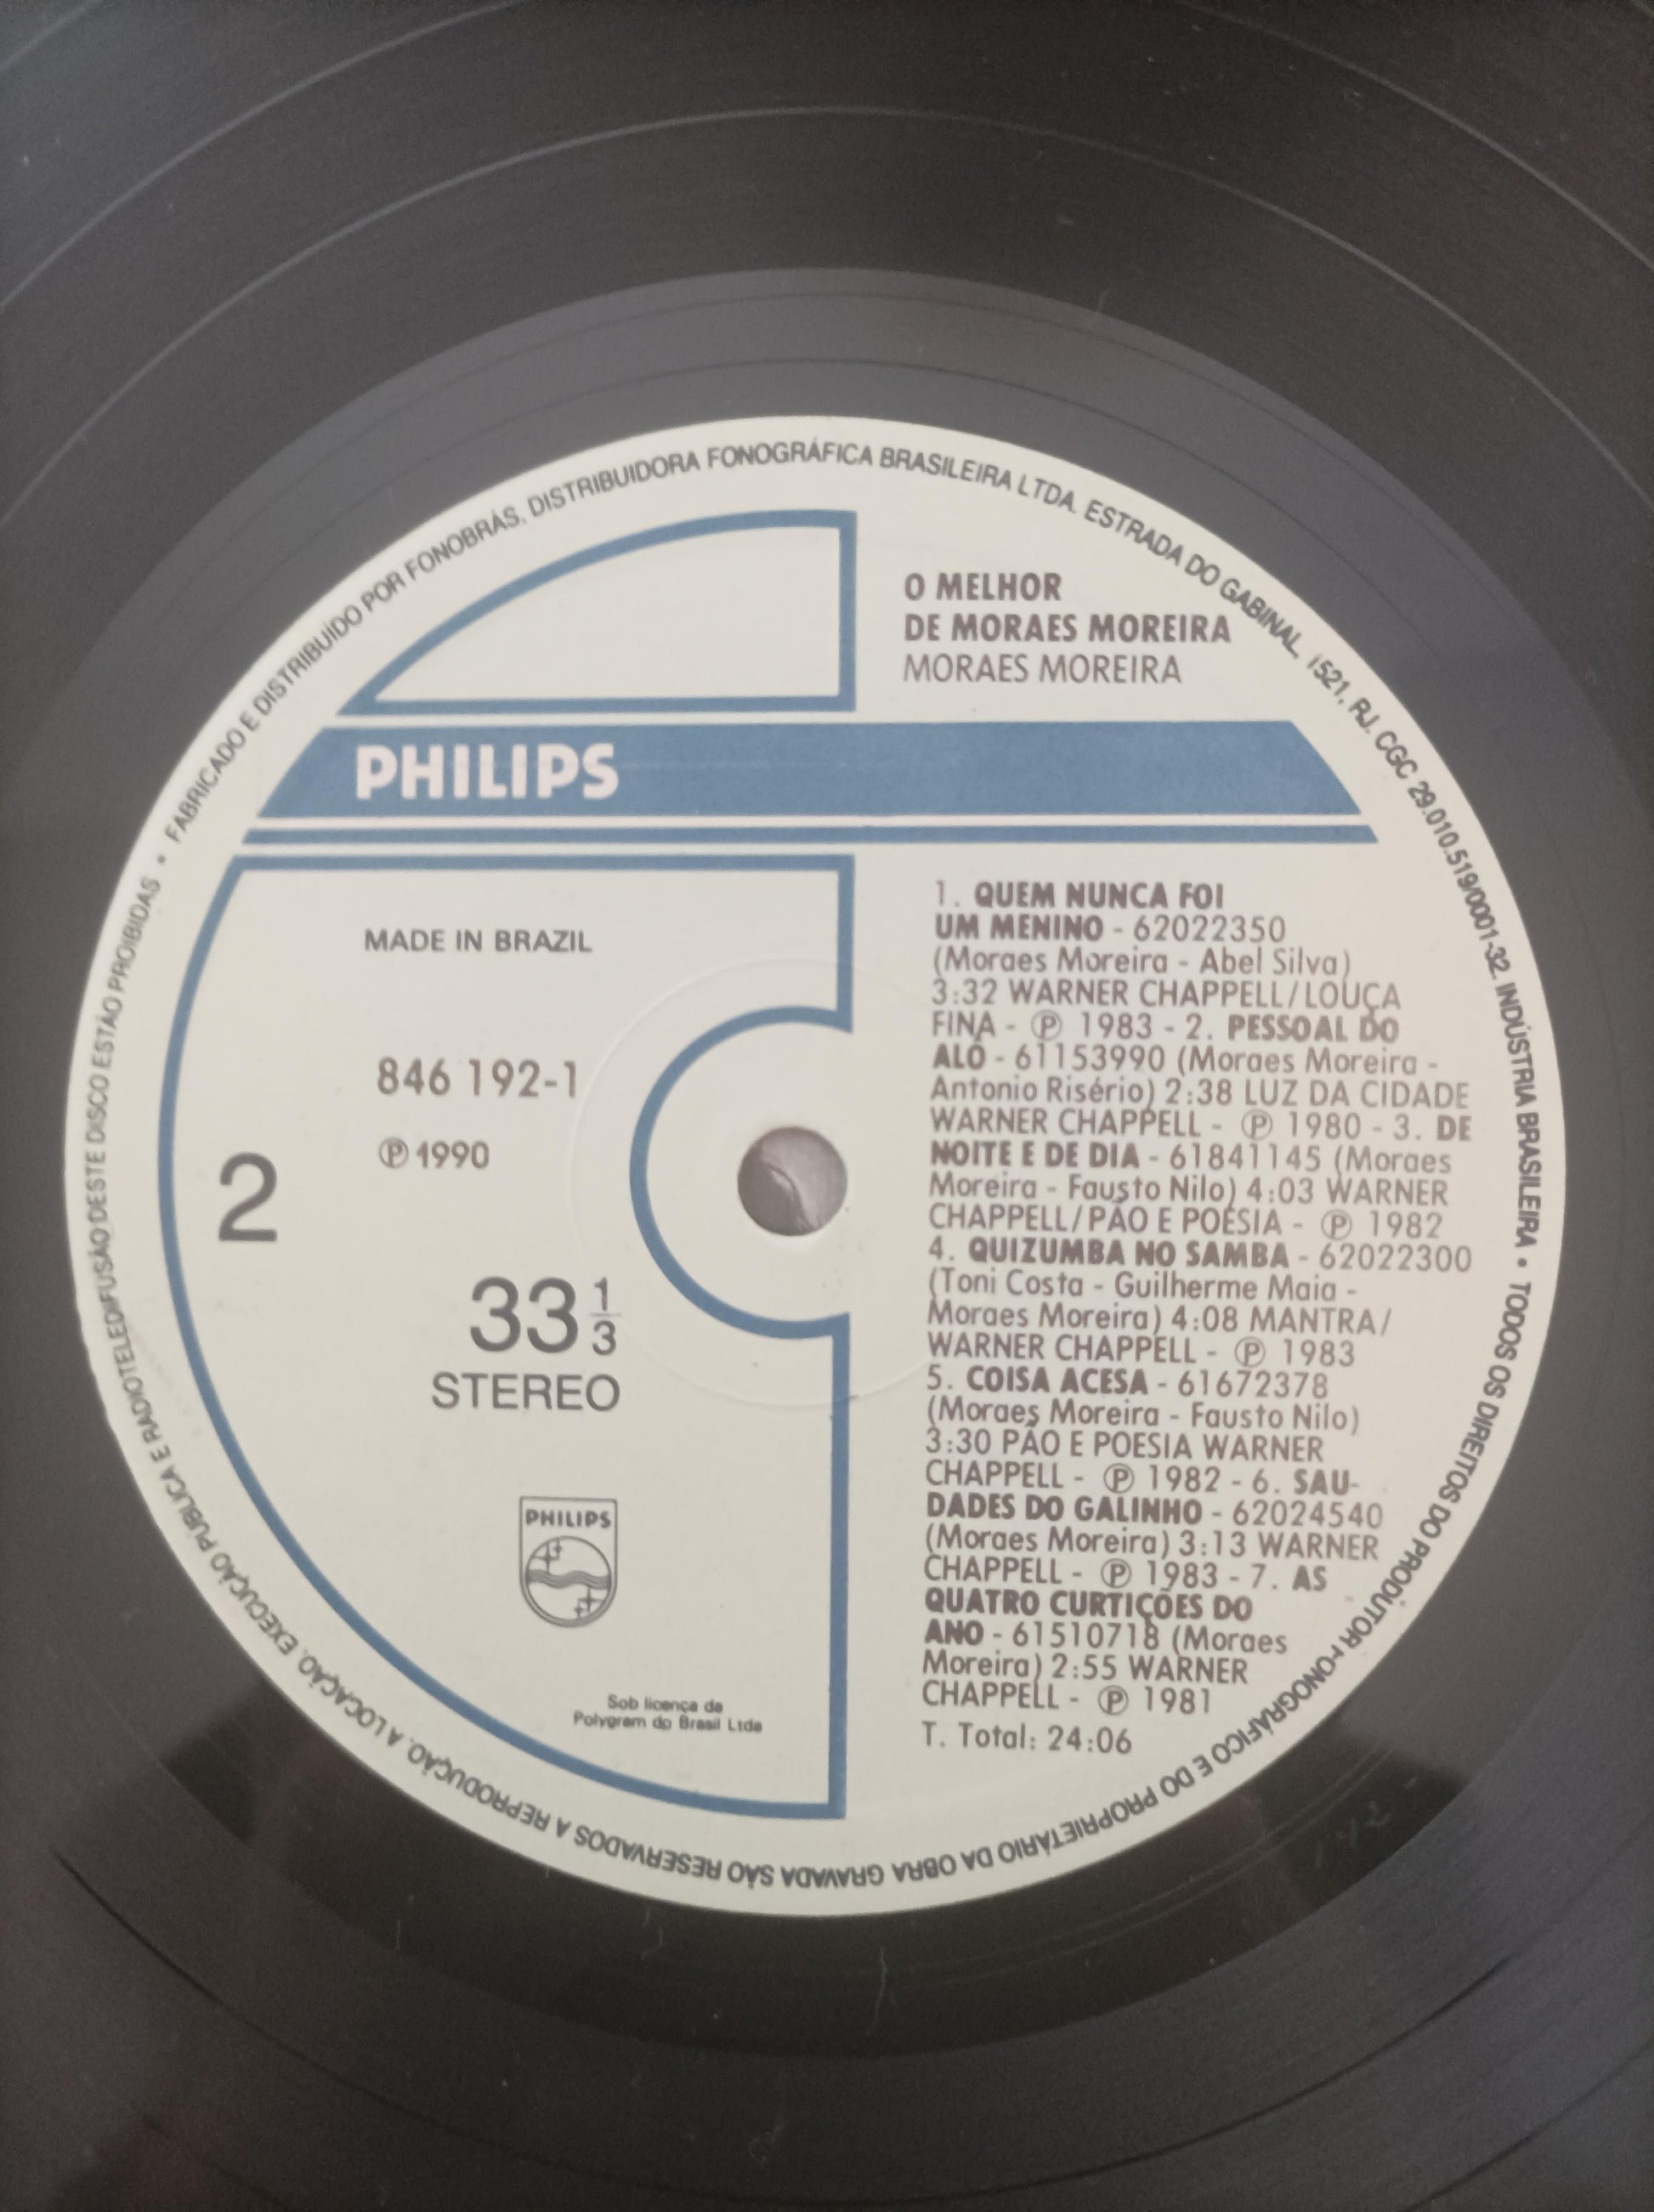 • FABRICADO E DISTRIBUÍDO POR FONOBRÁS. DISTRIBUIDORA FONOGRÁFICA BRASILEIRA LTDA. ESTRADA DO GABINAL, 1521, RJ. CGC 29.010.519/0001-32. INDÚSTRIA BRASILEIRA • TODOS OS DIREITOS DO PRODUTOR FONOGRÁFICO E DO PROPRIETÁRIO DA OBRA GRAVADA SÃO RESERVADOS A REPRODUÇÃO. A LOCAÇÃO. EXECUÇÃO PUBLICA E RADIOTELEDIFUSÃO DESTE DISCO ESTÃO PROIBIDAS
O MELHOR
DE MORAES MOREIRA
MORAES MOREIRA
PHILIPS
MADE IN BRAZIL
846 192-1
℗ 1990
2
33 1/3
STEREO
PHILIPS
Sob licença da
Polygram do Brasil Ltda
1. QUEM NUNCA FOI
UM MENINO - 62022350
(Moraes Moreira - Abel Silva)
3:32 WARNER CHAPPELL/LOUÇA
FINA - ℗ 1983 - 2. PESSOAL DO
ALÔ - 61153990 (Moraes Moreira -
Antonio Risério) 2:38 LUZ DA CIDADE
WARNER CHAPPELL - ℗ 1980 - 3. DE
NOITE E DE DIA - 61841145 (Moraes
Moreira - Fausto Nilo) 4:03 WARNER
CHAPPELL/PÃO E POESIA - ℗ 1982
4. QUIZUMBA NO SAMBA - 62022300
(Toni Costa - Guilherme Maia -
Moraes Moreira) 4:08 MANTRA/
WARNER CHAPPELL - ℗ 1983
5. COISA ACESA - 61672378
(Moraes Moreira - Fausto Nilo)
3:30 PÃO E POESIA WARNER
CHAPPELL - ℗ 1982 - 6. SAU-
DADES DO GALINHO - 62024540
(Moraes Moreira) 3:13 WARNER
CHAPPELL - ℗ 1983 - 7. AS
QUATRO CURTIÇÕES DO
ANO - 61510718 (Moraes
Moreira) 2:55 WARNER
CHAPPELL - ℗ 1981
T. Total: 24:06